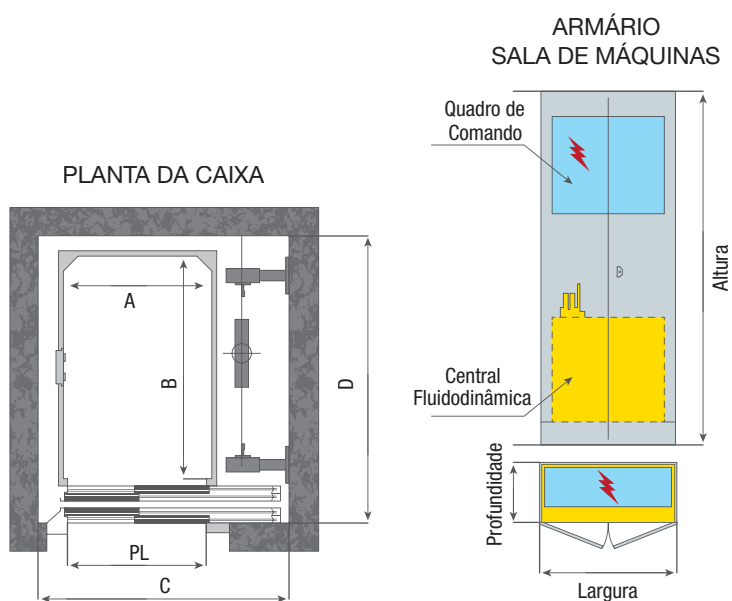 ARMÁRIO
SALA DE MÁQUINAS
Quadro de
Comando
PLANTA DA CAIXA
A
B
D
Altura
Central
Fluidodinâmica
Profundidade
PL
C
Largura